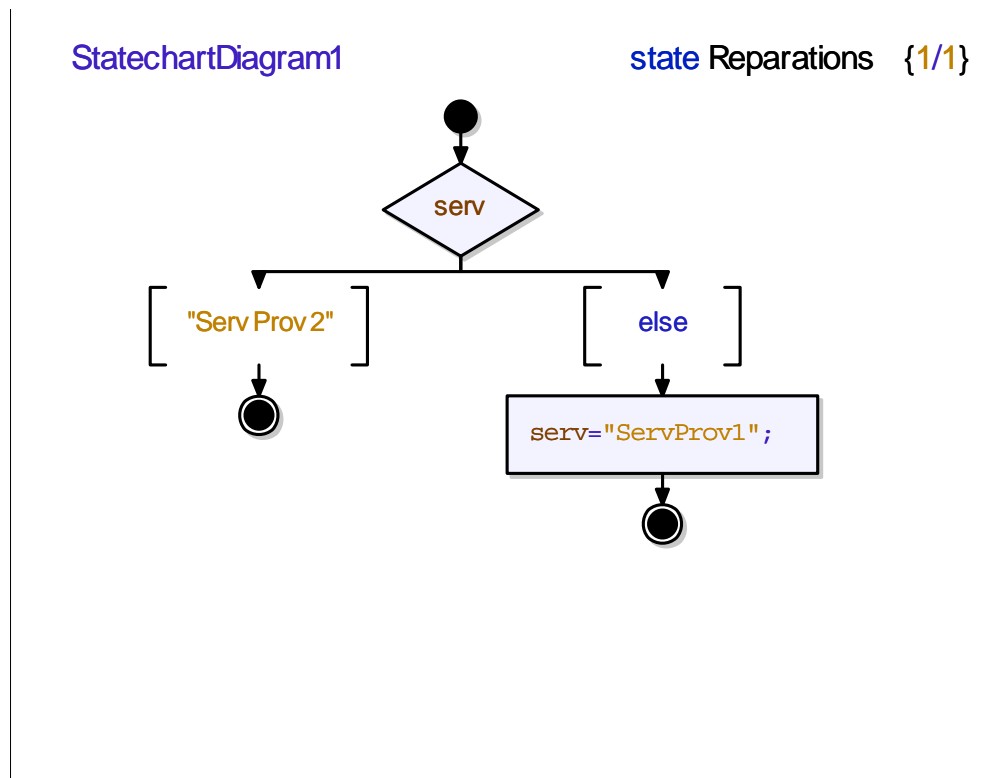 StatechartDiagram1
state Reparations {1/1}
serv
"Serv Prov 2"
else
serv="ServProv1";